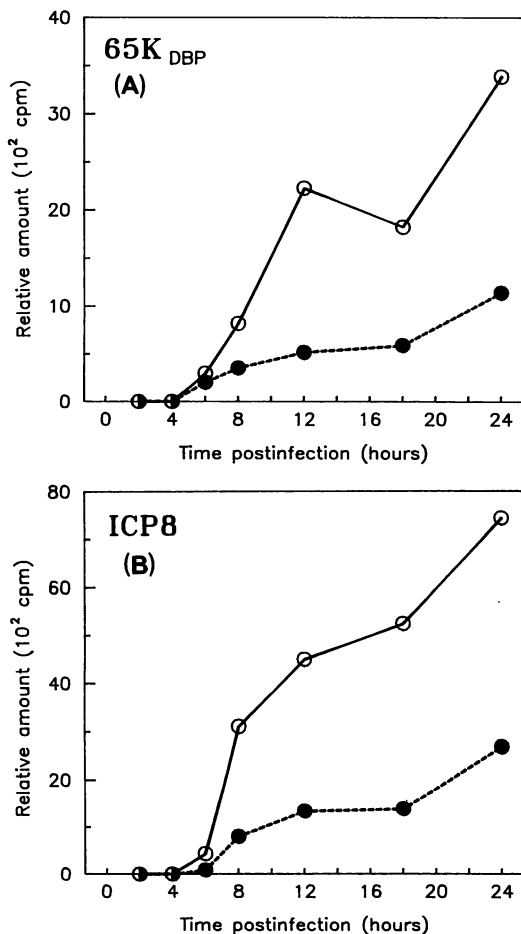 40
30
20
10
0
65K DBP
(A)
Relative amount (10² cpm)
0 4 8 12 16 20 24
Time postinfection (hours)
80
60
40
20
0
ICP8
(B)
Relative amount (10² cpm)
0 4 8 12 16 20 24
Time postinfection (hours)